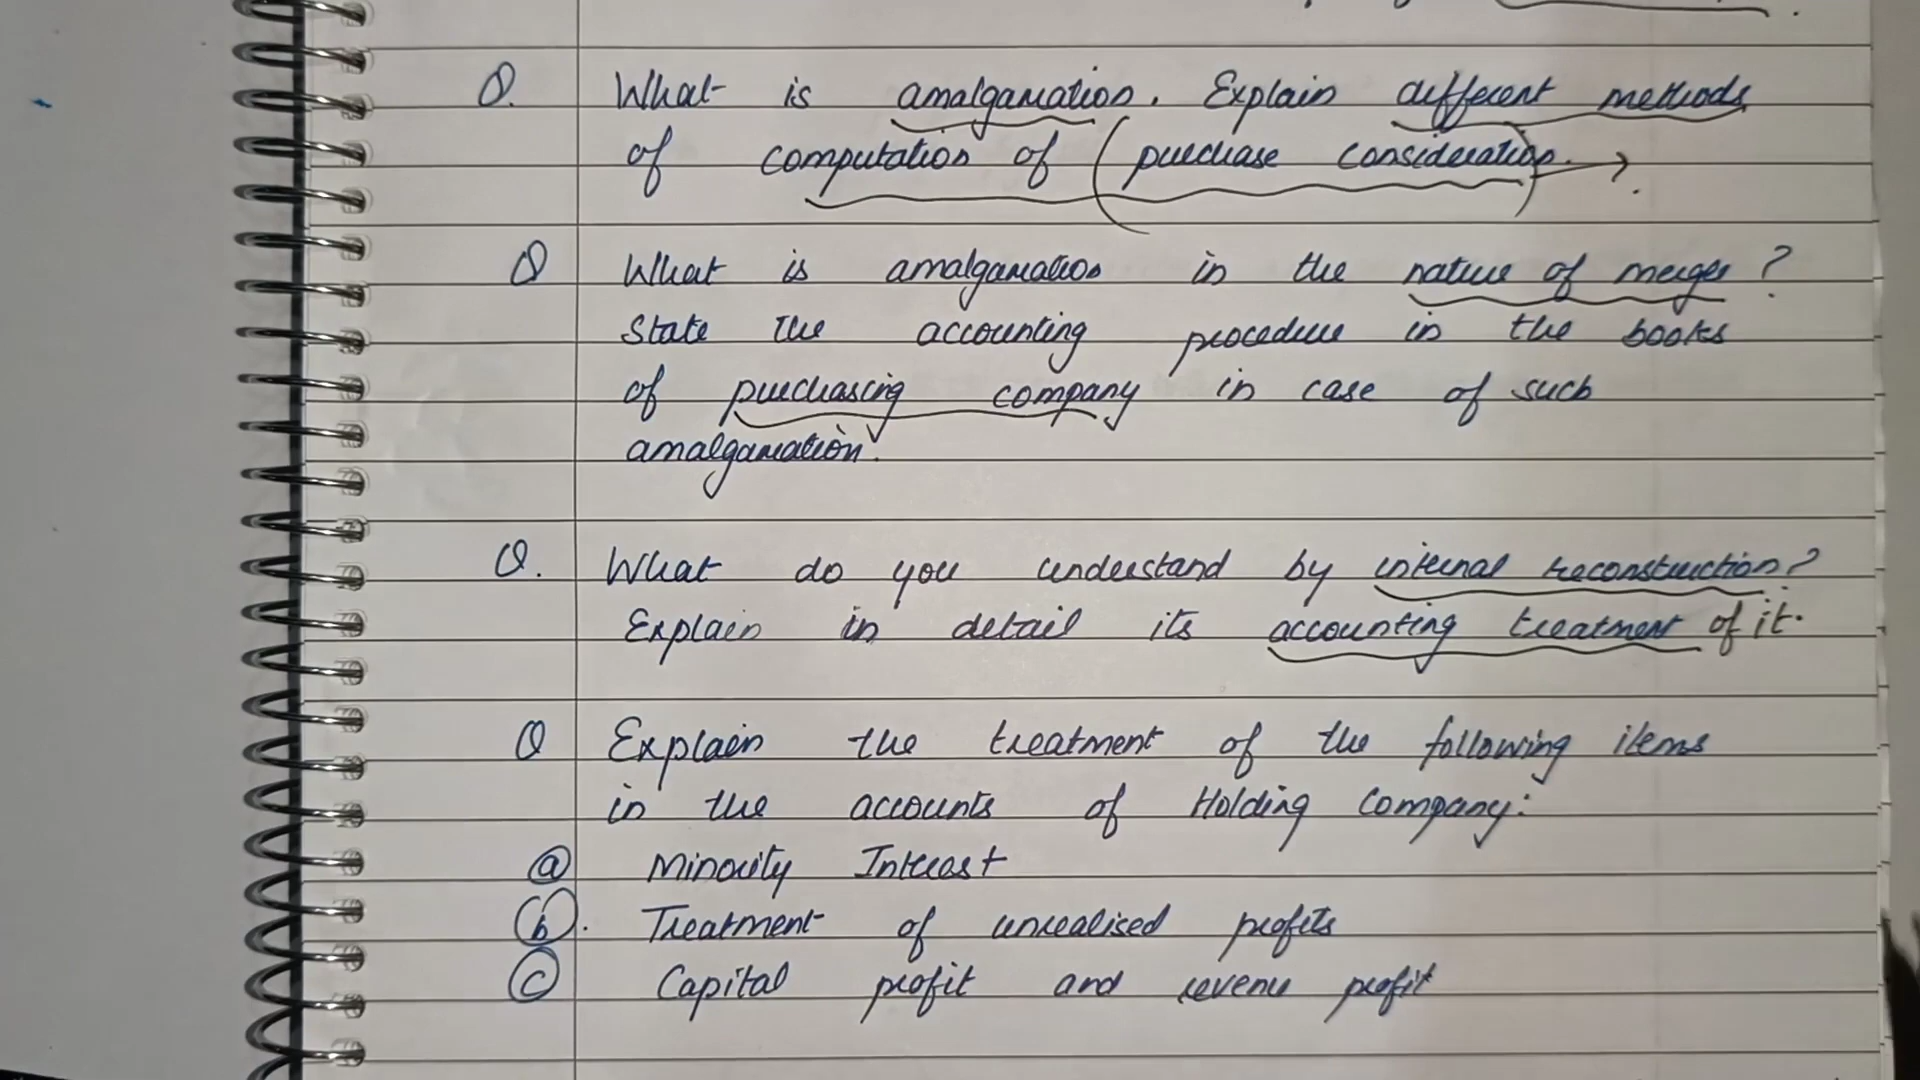 Q. What is amalgamation. Explain different methods
of computation of (purchase consideration.)→.
Q What is amalgamation in the nature of merger?
State the accounting procedure in the books
of purchasing company in case of such
amalgamation.
Q. What do you understand by internal reconstruction?
Explain in detail its accounting treatment of it.
Q Explain the treatment of the following items
in the accounts of Holding Company:
(a) Minority Interest
(b). Treatment of unrealised profits
(c) Capital profit and revenu profit